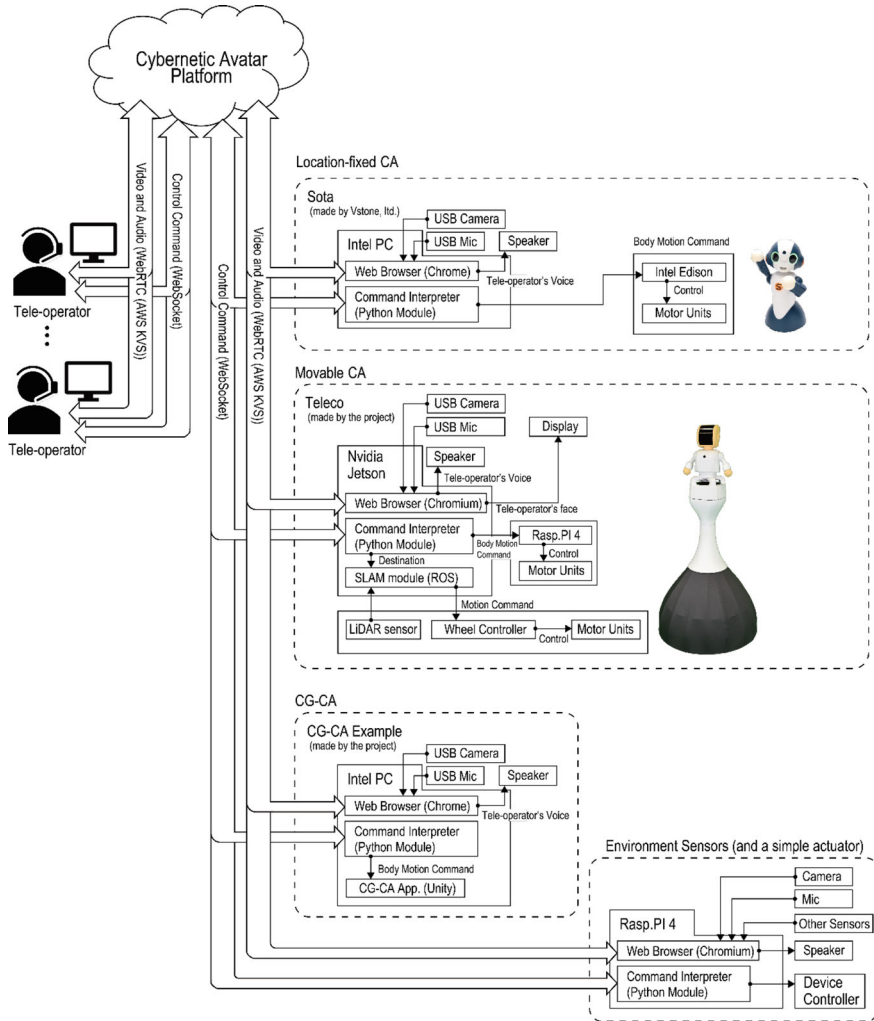 Cybernetic Avatar
Platform
Video and Audio (WebRTC (AWS KVS))
Control Command (WebSocket)
Control Command (WebSocket)
Video and Audio (WebRTC (AWS KVS))
Tele-operator
Tele-operator
Location-fixed CA
Sota
(made by Vstone, ltd.)
USB Camera
Intel PC
USB Mic
Speaker
Web Browser (Chrome)
Tele-operator's Voice
Command Interpreter
(Python Module)
Body Motion Command
Intel Edison
Control
Motor Units
Movable CA
Teleco
(made by the project)
USB Camera
USB Mic
Display
Nvidia
Jetson
Speaker
Tele-operator's Voice
Web Browser (Chromium)
Tele-operator's face
Command Interpreter
(Python Module)
Body Motion
Command
Rasp.PI 4
Control
Motor Units
Destination
SLAM module (ROS)
Motion Command
LiDAR sensor
Wheel Controller
Control
Motor Units
CG-CA
CG-CA Example
(made by the project)
USB Camera
Intel PC
USB Mic
Speaker
Web Browser (Chrome)
Tele-operator's Voice
Command Interpreter
(Python Module)
Body Motion Command
CG-CA App. (Unity)
Environment Sensors (and a simple actuator)
Camera
Mic
Rasp.PI 4
Other Sensors
Web Browser (Chromium)
Speaker
Command Interpreter
(Python Module)
Device
Controller